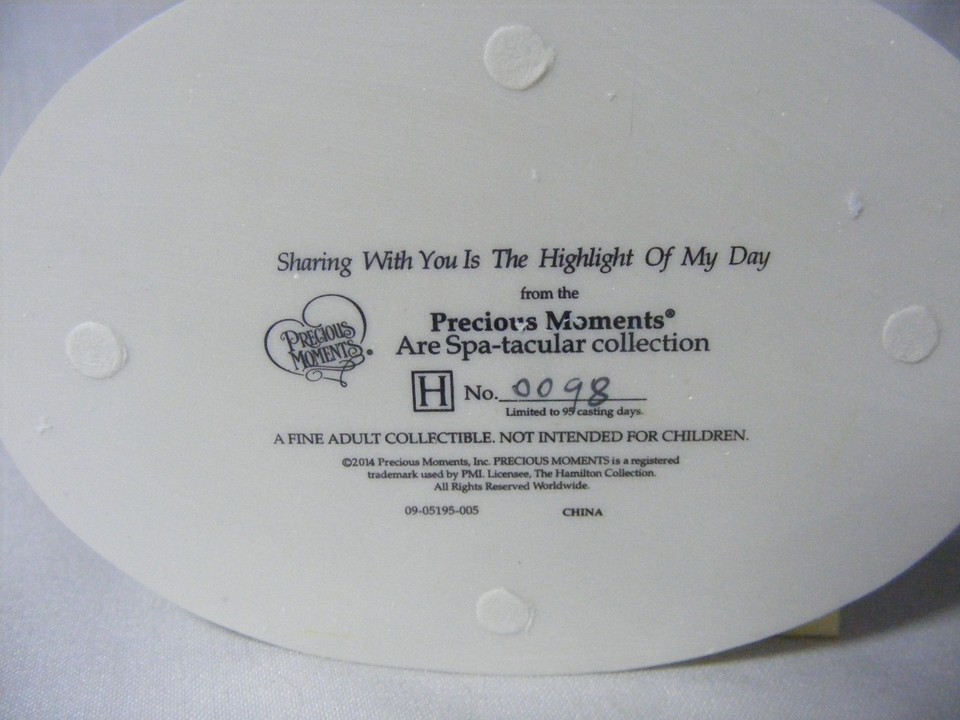 Sharing With You Is The Highlight Of My Day
from the
PRECIOUS MOMENTS®
Precious Moments®
Are Spa-tacular collection
H No. 0098
Limited to 95 casting days.
A FINE ADULT COLLECTIBLE. NOT INTENDED FOR CHILDREN.
©2014 Precious Moments, Inc. PRECIOUS MOMENTS is a registered
trademark used by PMI. Licensee, The Hamilton Collection.
All Rights Reserved Worldwide.
09-05195-005 CHINA